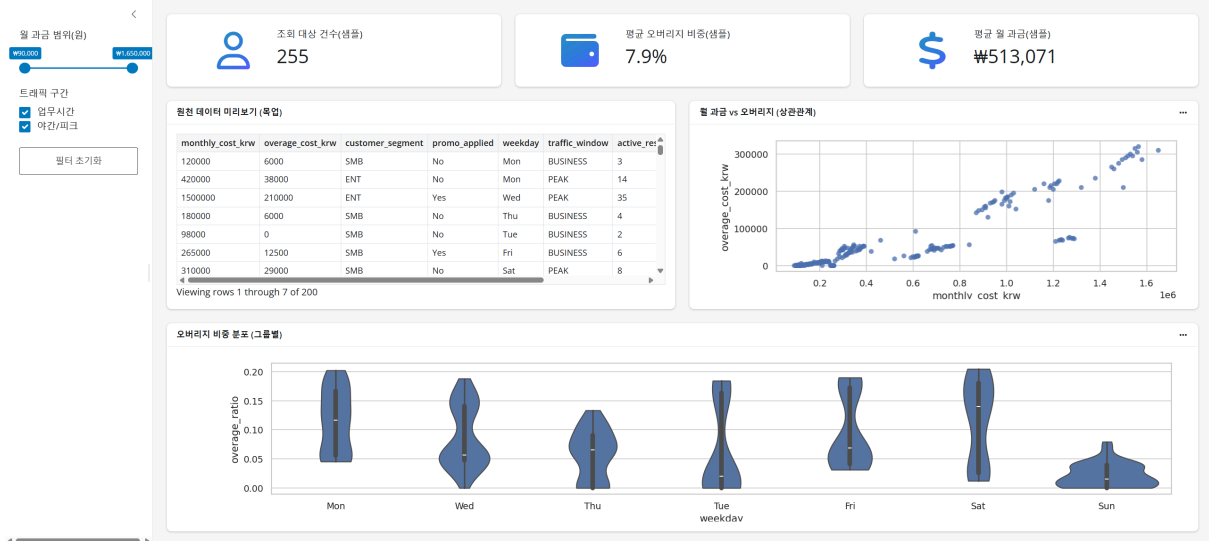 월 과금 범위(원)
₩90,000 ₩1,650,000
트래픽 구간
업무시간
야간/피크
필터 초기화
조회 대상 건수(샘플)
255
평균 오버리지 비중(샘플)
7.9%
평균 월 과금(샘플)
₩513,071
원천 데이터 미리보기 (목업)
monthly_cost_krw overage_cost_krw customer_segment promo_applied weekday traffic_window active_res
120000 6000 SMB No Mon BUSINESS 3
420000 38000 ENT No Mon PEAK 14
1500000 210000 ENT Yes Wed PEAK 35
180000 6000 SMB No Thu BUSINESS 4
98000 0 SMB No Tue BUSINESS 2
265000 12500 SMB Yes Fri BUSINESS 6
310000 29000 SMB No Sat PEAK 8
Viewing rows 1 through 7 of 200
월 과금 vs 오버리지 (상관관계)
...
overage_cost_krw
300000
200000
100000
0
0.2 0.4 0.6 0.8 1.0 1.2 1.4 1.6
monthly_cost_krw
1e6
오버리지 비중 분포 (그룹별)
...
overage_ratio
0.20
0.15
0.10
0.05
0.00
Mon Wed Thu Tue Fri Sat Sun
weekday